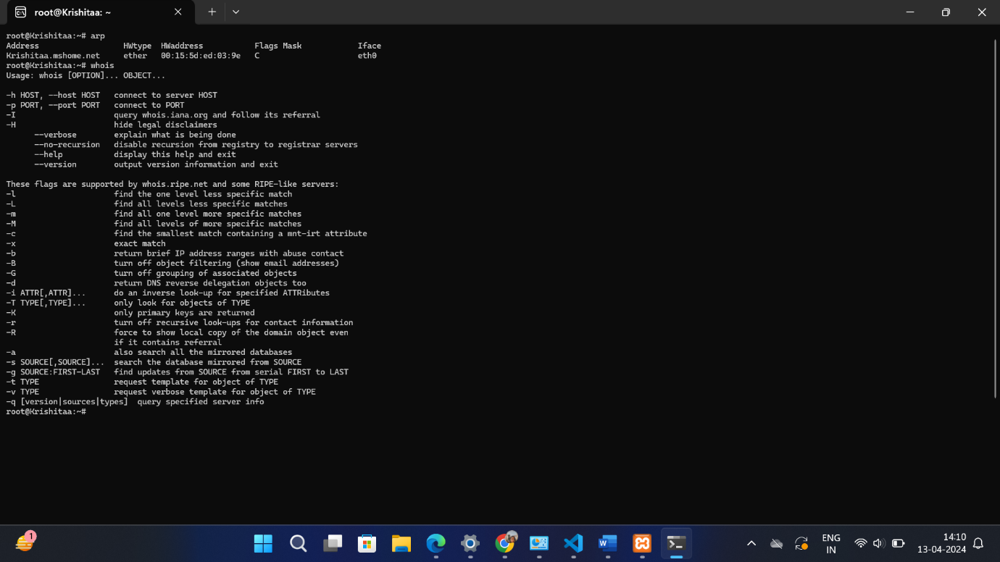 root@Krishitaa: ~
root@Krishitaa:~# arp
Address                  HWtype  HWaddress           Flags Mask            Iface
Krishitaa.mshome.net     ether   00:15:5d:ed:03:9e   C                     eth0
root@Krishitaa:~# whois
Usage: whois [OPTION]... OBJECT...

-h HOST, --host HOST   connect to server HOST
-p PORT, --port PORT   connect to PORT
-I                     query whois.iana.org and follow its referral
-H                     hide legal disclaimers
      --verbose        explain what is being done
      --no-recursion   disable recursion from registry to registrar servers
      --help           display this help and exit
      --version        output version information and exit

These flags are supported by whois.ripe.net and some RIPE-like servers:
-l                     find the one level less specific match
-L                     find all levels less specific matches
-m                     find all one level more specific matches
-M                     find all levels of more specific matches
-c                     find the smallest match containing a mnt-irt attribute
-x                     exact match
-b                     return brief IP address ranges with abuse contact
-B                     turn off object filtering (show email addresses)
-G                     turn off grouping of associated objects
-d                     return DNS reverse delegation objects too
-i ATTR[,ATTR]...      do an inverse look-up for specified ATTRibutes
-T TYPE[,TYPE]...      only look for objects of TYPE
-K                     only primary keys are returned
-r                     turn off recursive look-ups for contact information
-R                     force to show local copy of the domain object even
                       if it contains referral
-a                     also search all the mirrored databases
-s SOURCE[,SOURCE]...  search the database mirrored from SOURCE
-g SOURCE:FIRST-LAST   find updates from SOURCE from serial FIRST to LAST
-t TYPE                request template for object of TYPE
-v TYPE                request verbose template for object of TYPE
-q [version|sources|types]  query specified server info
root@Krishitaa:~#
1
ENG
IN
14:10
13-04-2024